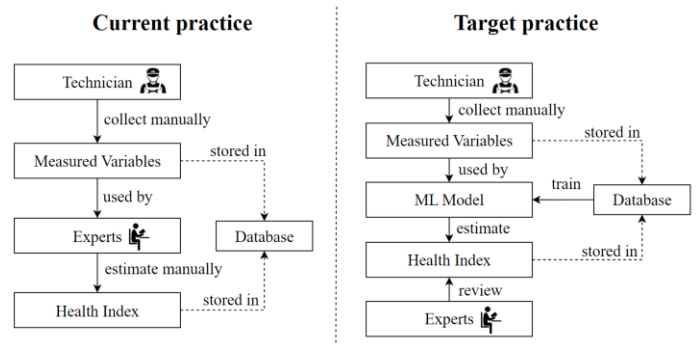 Current practice
Technician
collect manually
Measured Variables
stored in
used by
Experts
Database
estimate manually
Health Index
stored in
Target practice
Technician
collect manually
Measured Variables
stored in
used by
train
ML Model
Database
estimate
Health Index
stored in
review
Experts